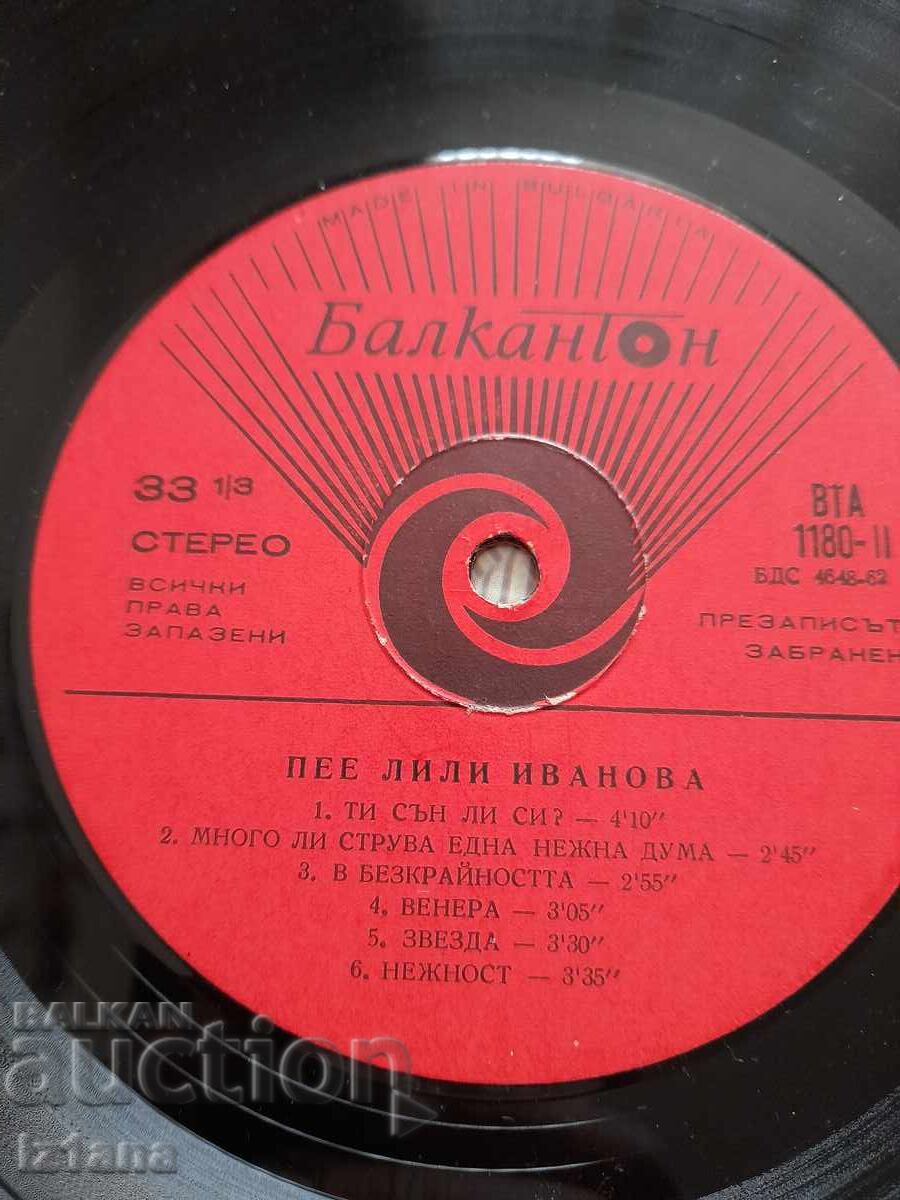 MADE IN BULGARIA
Балкантон
33 1/3
СТЕРЕО
ВСИЧКИ
ПРАВА
ЗАПАЗЕНИ
ВТА
1180-II
БДС 4648-62
ПРЕЗАПИСЪТ
ЗАБРАНЕН
ПЕЕ ЛИЛИ ИВАНОВА
1. ТИ СЪН ЛИ СИ? — 4'10"
2. МНОГО ЛИ СТРУВА ЕДНА НЕЖНА ДУМА — 2'45"
3. В БЕЗКРАЙНОСТТА — 2'55"
4. ВЕНЕРА — 3'05"
5. ЗВЕЗДА — 3'30"
6. НЕЖНОСТ — 3'35"
BALKAN
auction
Iztana